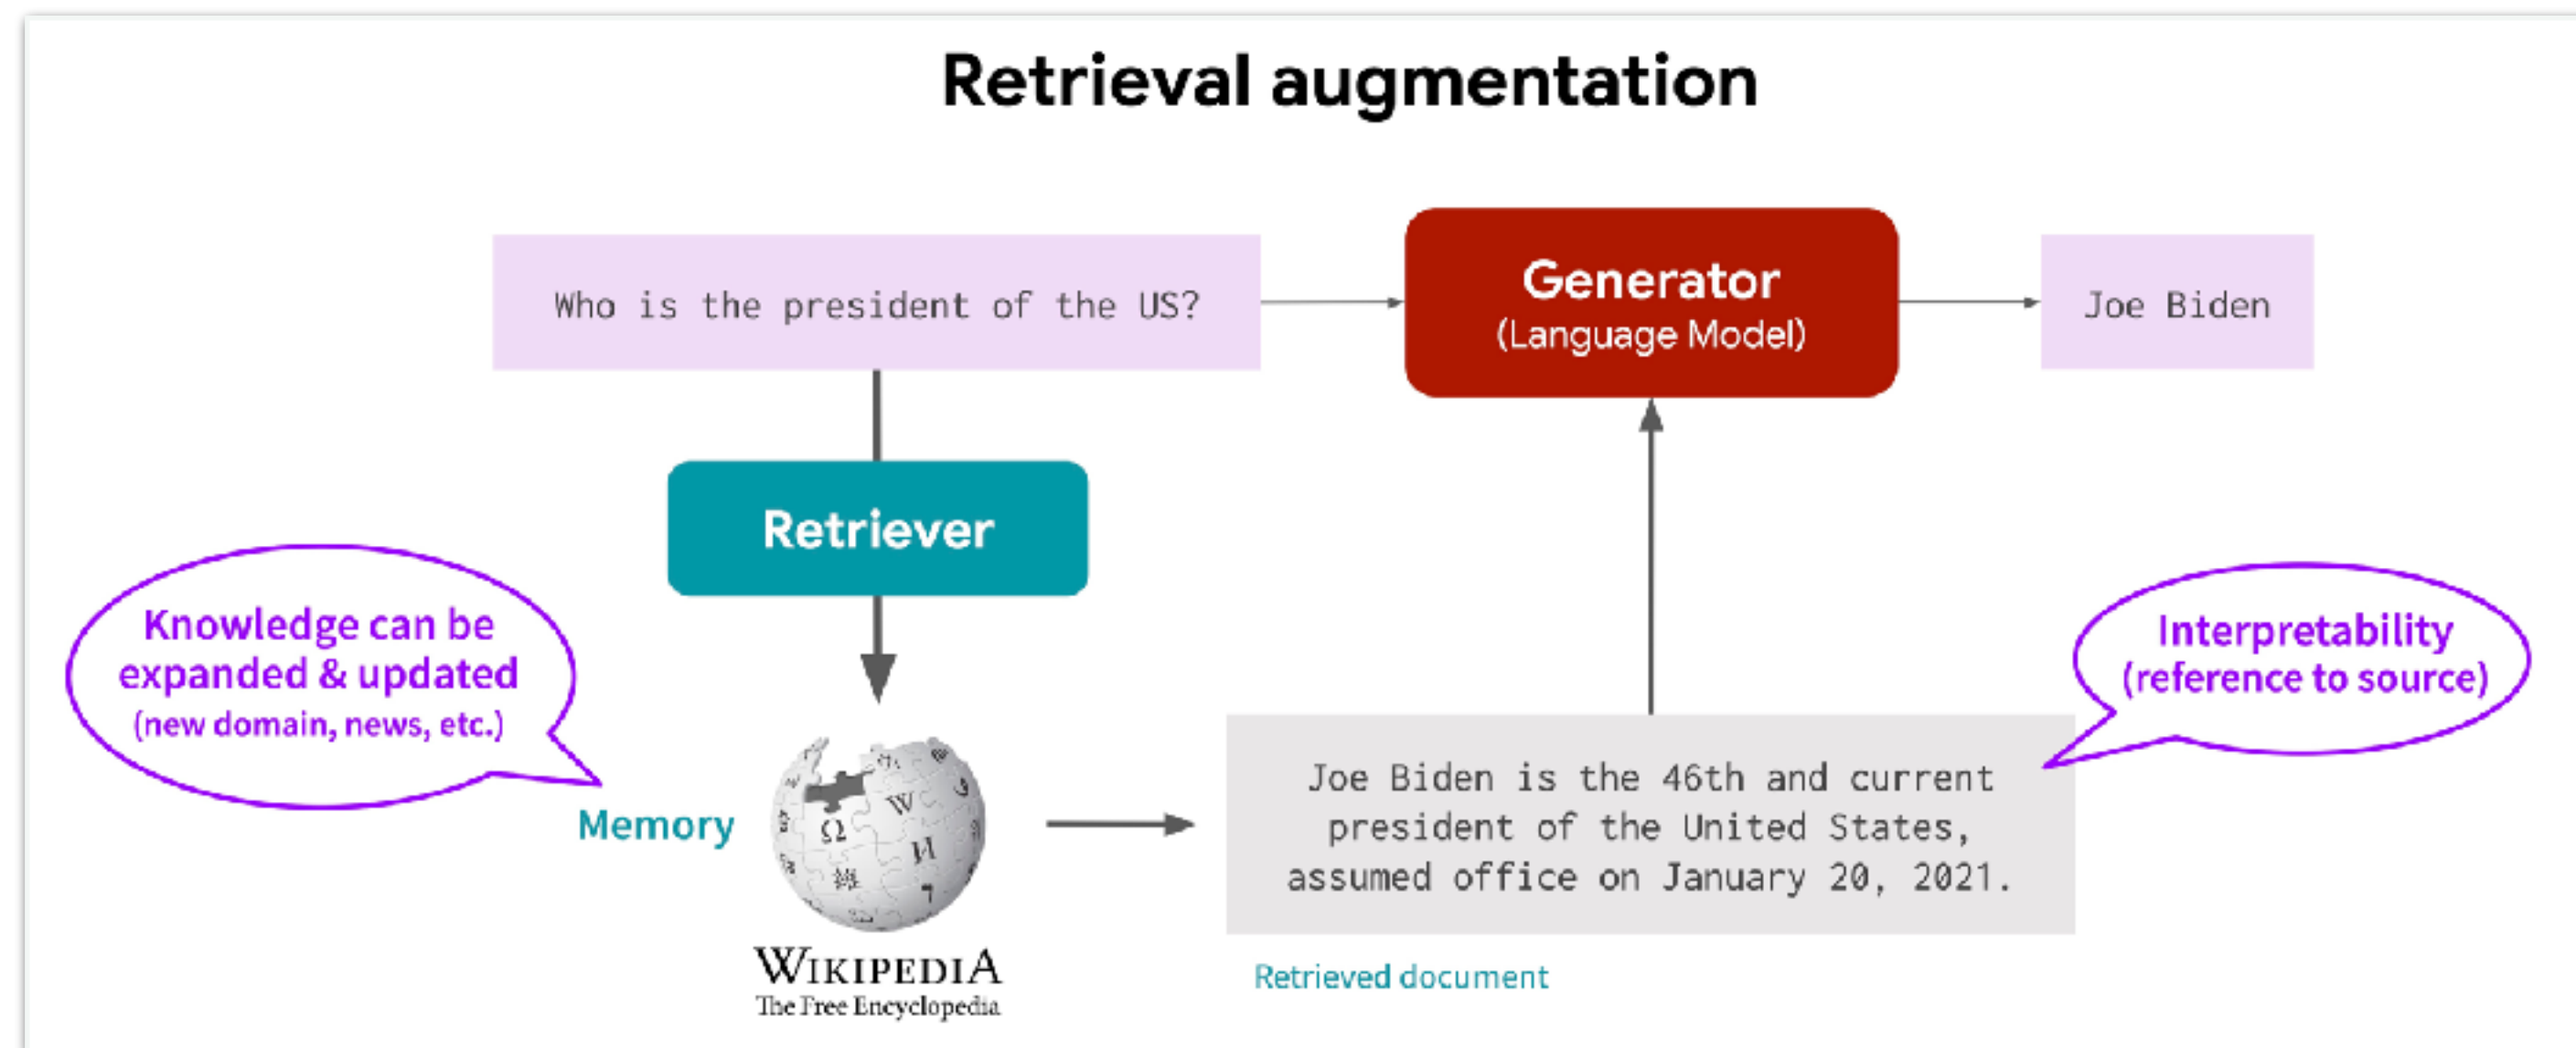 Retrieval augmentation
Who is the president of the US?
Generator
(Language Model)
Joe Biden
Retriever
Knowledge can be
expanded & updated
(new domain, news, etc.)
Interpretability
(reference to source)
Memory
Ω
W
И
7
WIKIPEDIA
The Free Encyclopedia
Joe Biden is the 46th and current
president of the United States,
assumed office on January 20, 2021.
Retrieved document